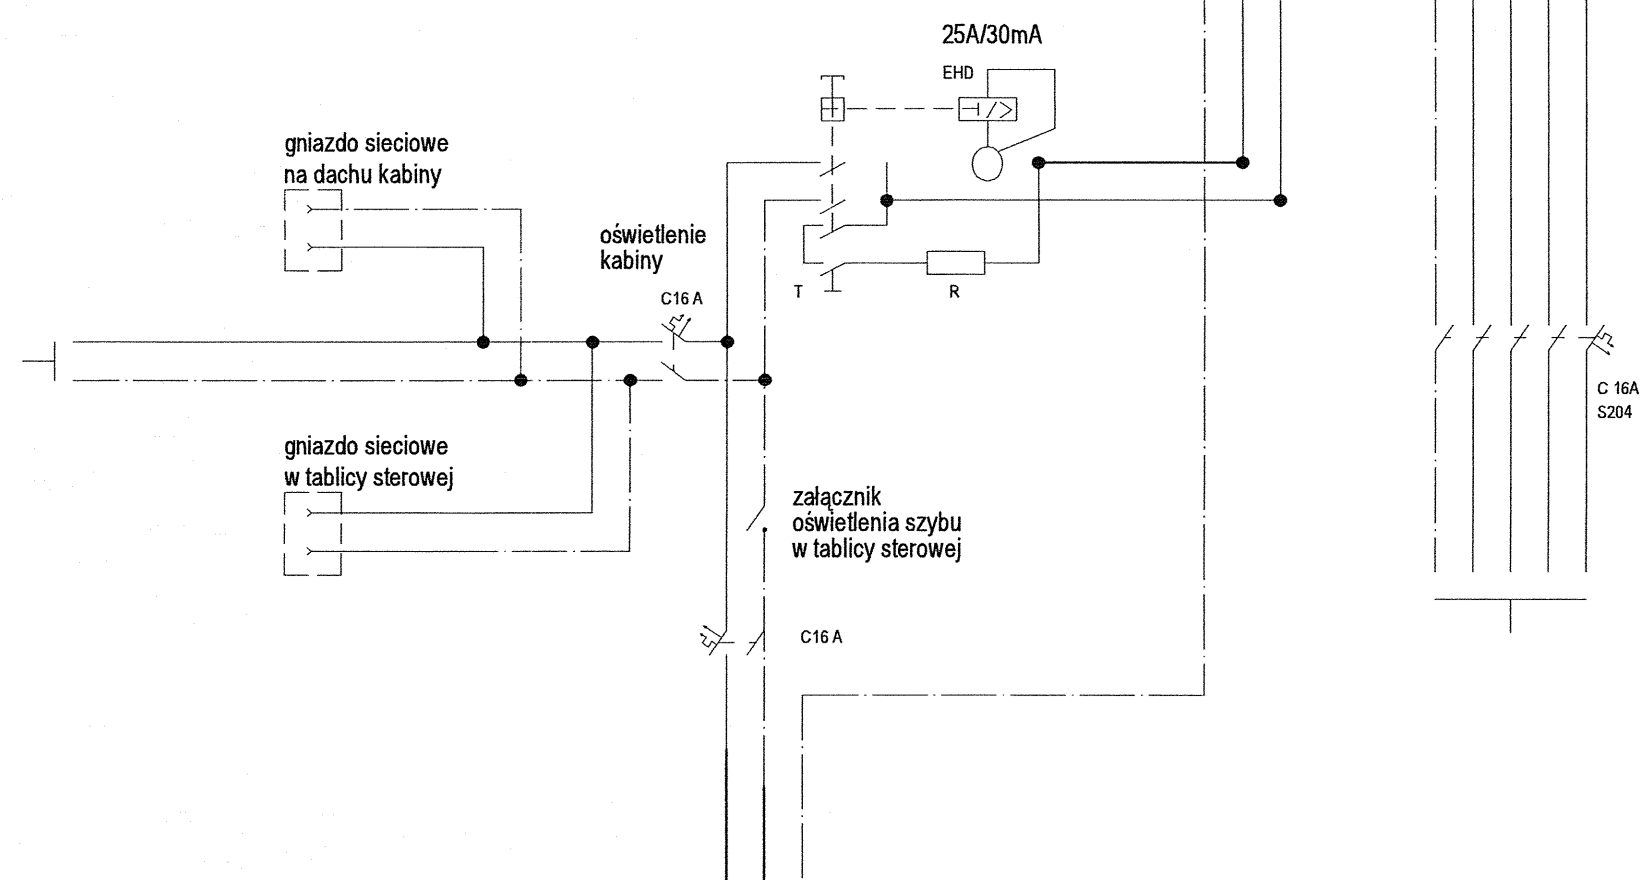 25A/30mA
EHD
gniazdo sieciowe
na dachu kabiny
oświetlenie
kabiny
C16 A
T
R
gniazdo sieciowe
w tablicy sterowej
C 16A
S204
załącznik
oświetlenia szybu
w tablicy sterowej
C16 A